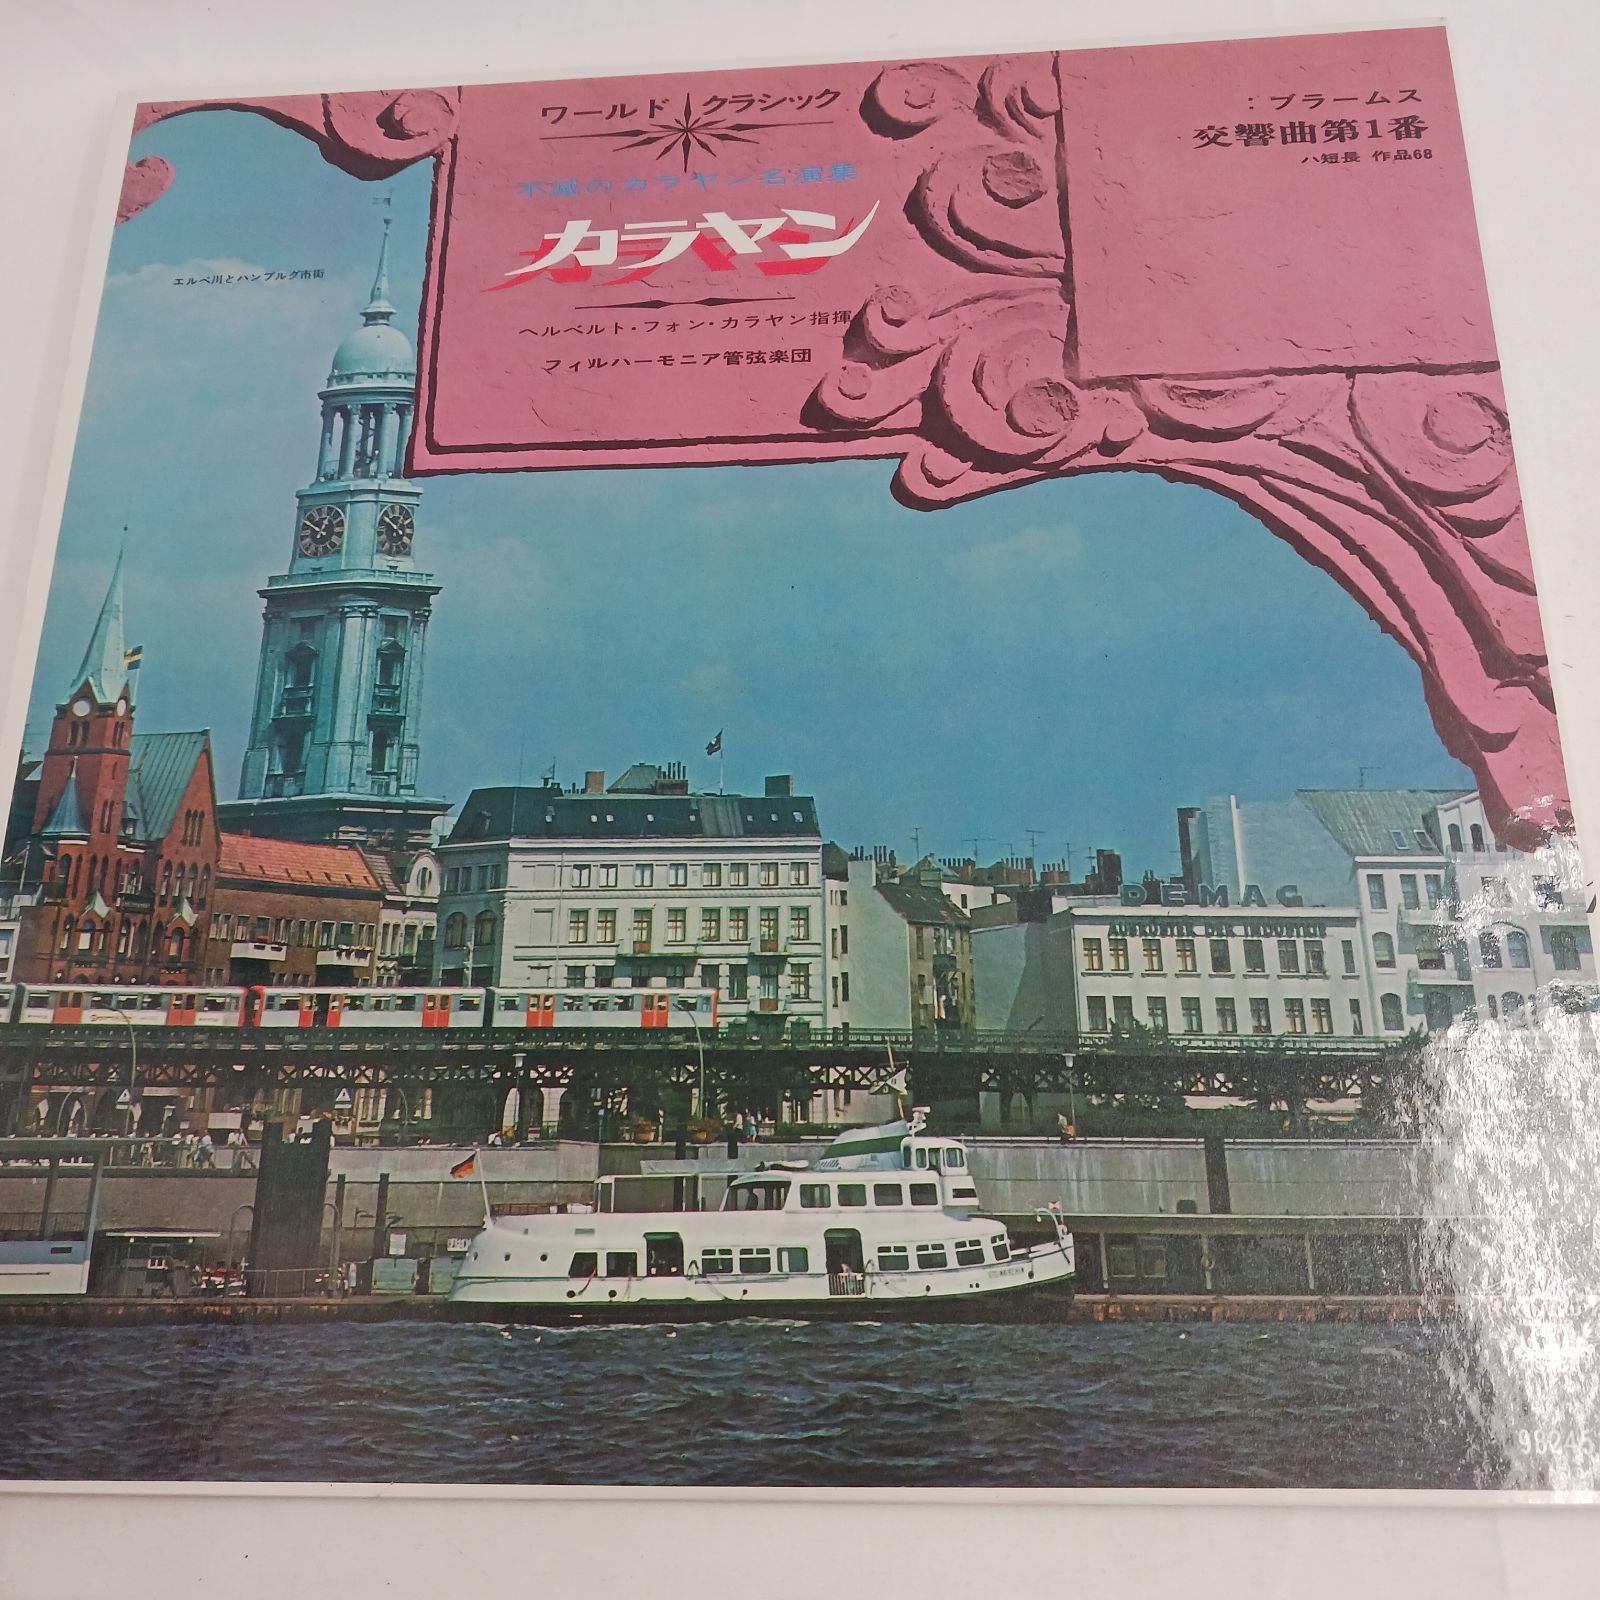 ワールド クラシック
不滅のカラヤン名演集
カラヤン
ヘルベルト・フォン・カラヤン指揮
フィルハーモニア管弦楽団
:ブラームス
交響曲第1番
ハ短長 作品68
エルベ川とハンブルグ市街
DEMAG
AUSRÜSTER DER INDUSTRIE